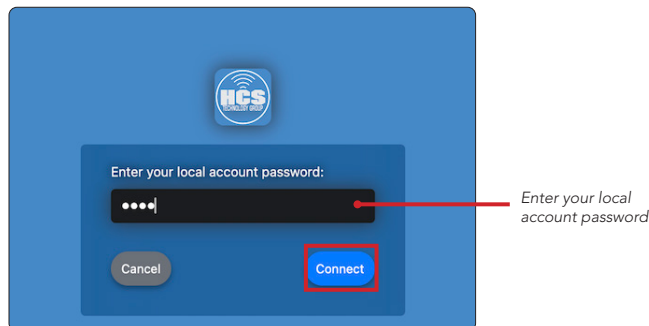 HCS
TECHNOLOGY GROUP
Enter your local account password:
Cancel
Connect
Enter your local
account password